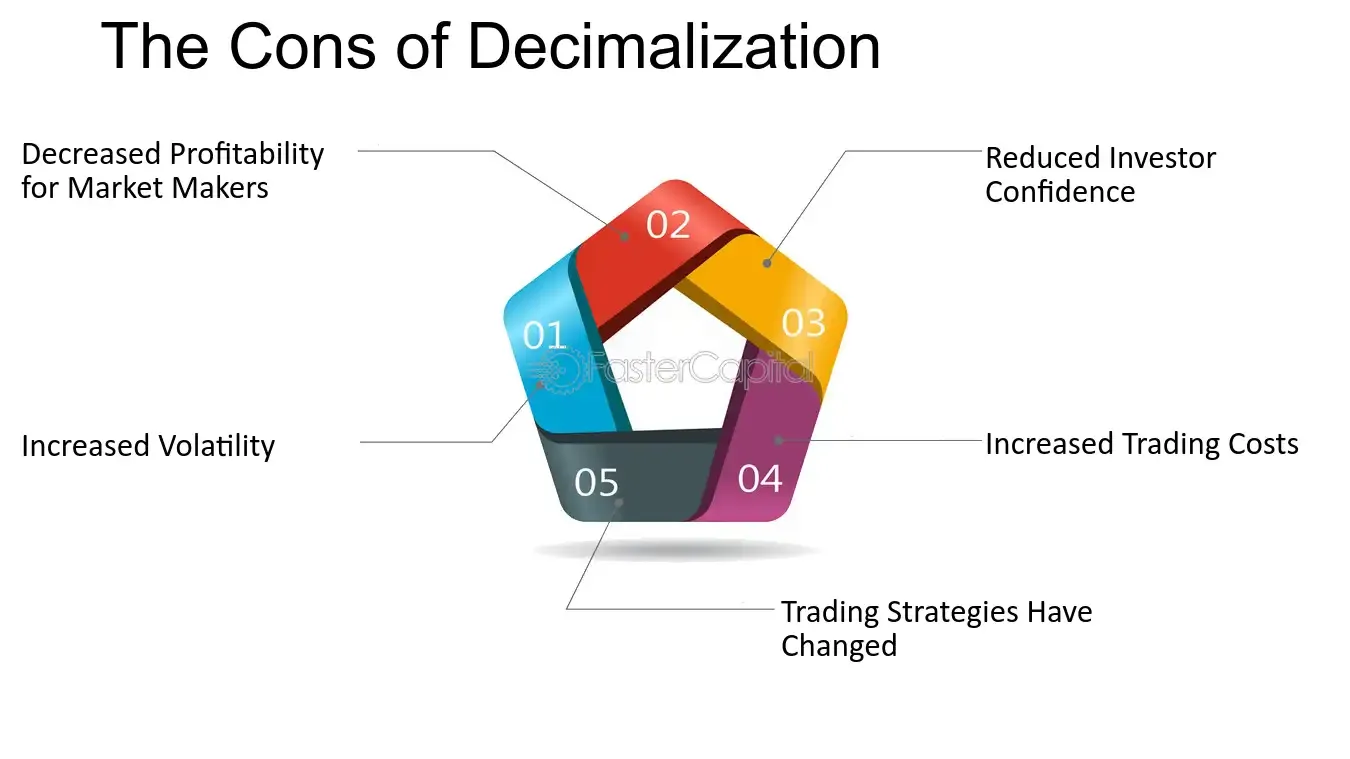 The Cons of Decimalization
Decreased Profitability
for Market Makers
Reduced Investor
Confidence
02
01
03
FasterCapital
Increased Volatility
Increased Trading Costs
05
04
Trading Strategies Have
Changed